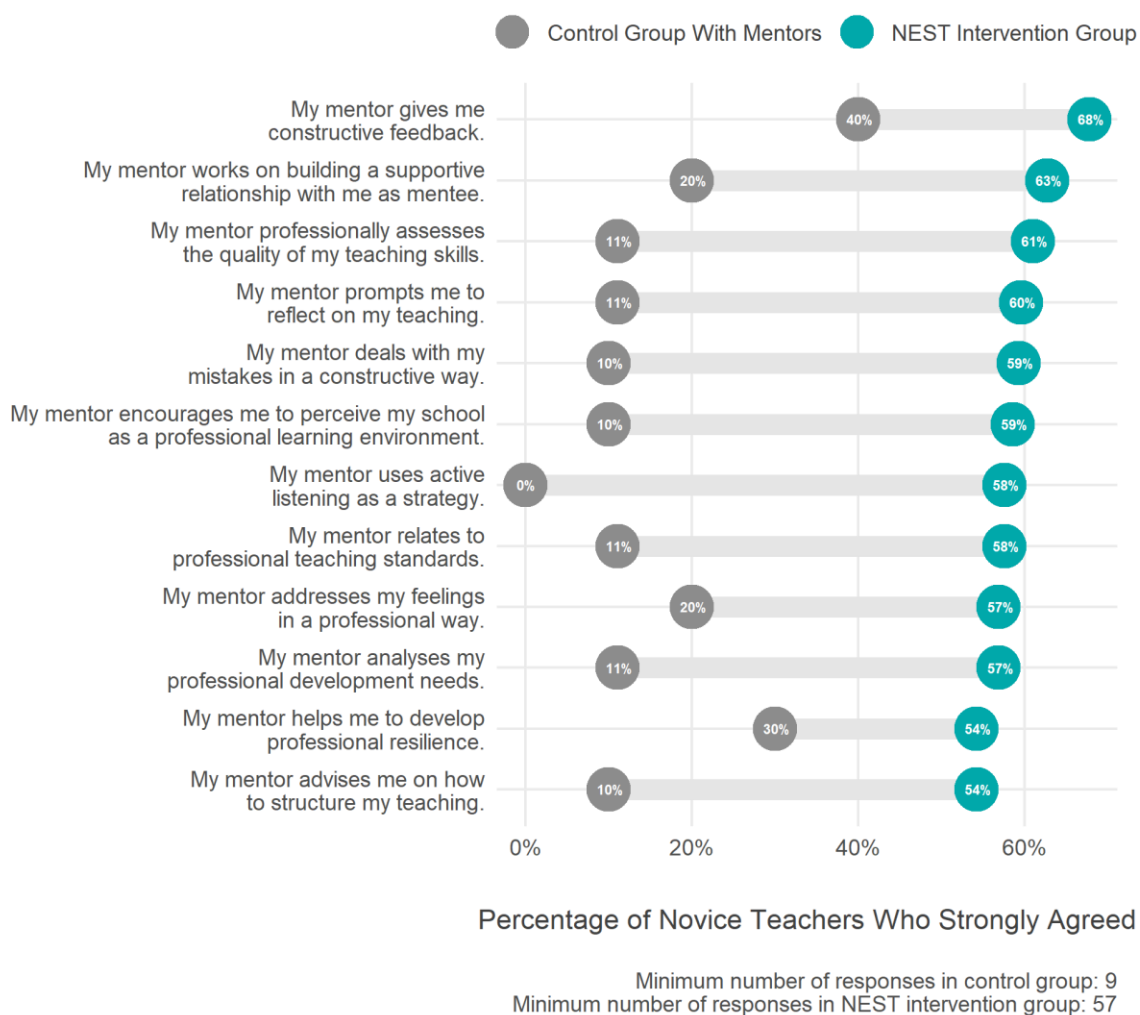 Control Group With Mentors NEST Intervention Group
My mentor gives me
constructive feedback.
40% 68%
My mentor works on building a supportive
relationship with me as mentee.
20% 63%
My mentor professionally assesses
the quality of my teaching skills.
11% 61%
My mentor prompts me to
reflect on my teaching.
11% 60%
My mentor deals with my
mistakes in a constructive way.
10% 59%
My mentor encourages me to perceive my school
as a professional learning environment.
10% 59%
My mentor uses active
listening as a strategy.
0% 58%
My mentor relates to
professional teaching standards.
11% 58%
My mentor addresses my feelings
in a professional way.
20% 57%
My mentor analyses my
professional development needs.
11% 57%
My mentor helps me to develop
professional resilience.
30% 54%
My mentor advises me on how
to structure my teaching.
10% 54%
0% 20% 40% 60%
Percentage of Novice Teachers Who Strongly Agreed
Minimum number of responses in control group: 9
Minimum number of responses in NEST intervention group: 57